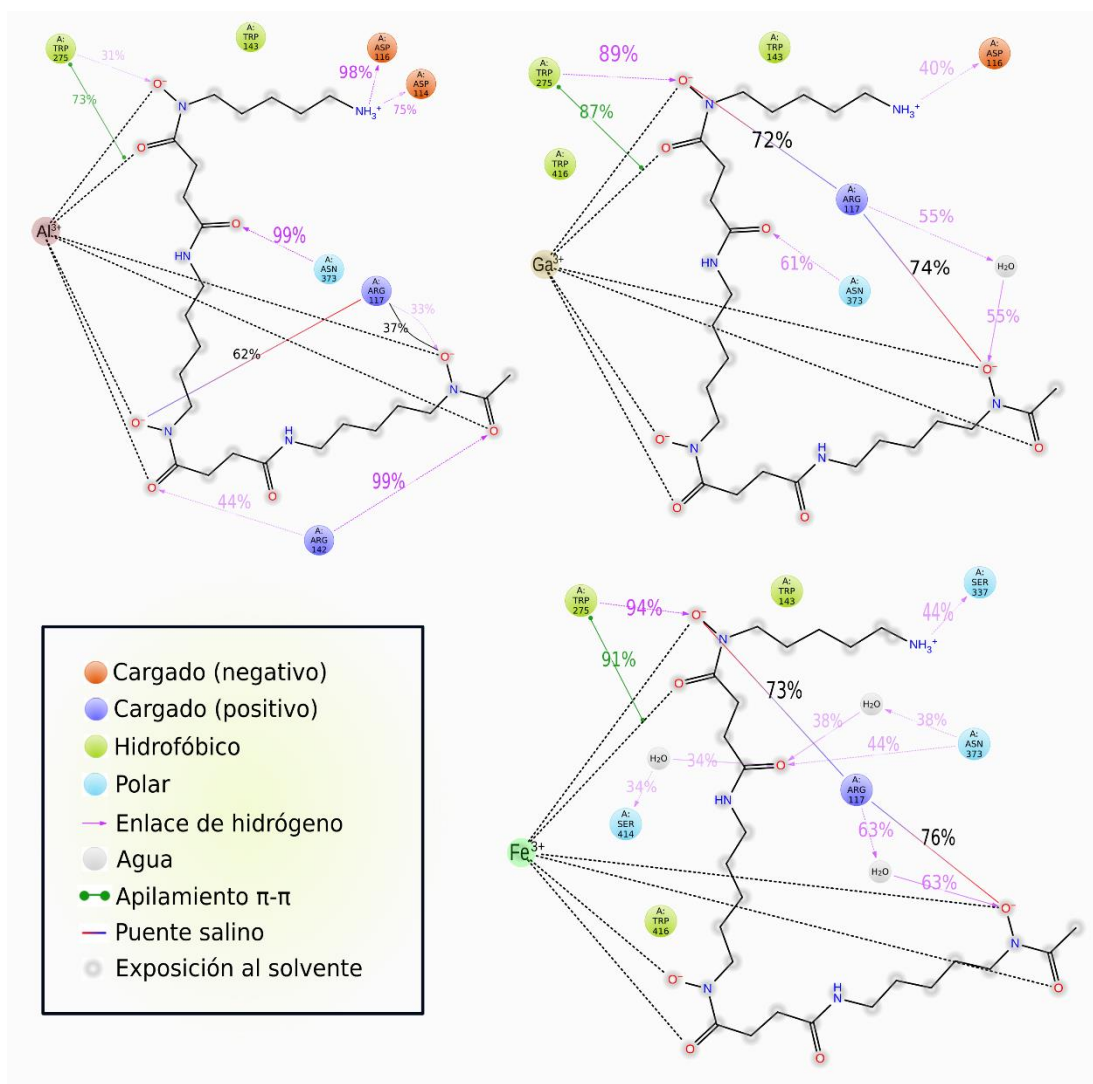 A:
TRP
275
31%
73%
A:
TRP
143
98%
A:
ASP
116
A:
ASP
114
75%
O⁻
N
NH₃⁺
O
Al³⁺
O
99%
HN
A:
ASN
373
A:
ARG
117
33%
37%
62%
O⁻
O⁻
N
N
H
N
O
O
O
44%
99%
A:
ARG
142
A:
TRP
275
89%
87%
A:
TRP
143
A:
ASP
116
40%
O⁻
N
NH₃⁺
O
72%
A:
TRP
416
A:
ARG
117
55%
Ga³⁺
O
HN
61%
A:
ASN
373
74%
H₂O
55%
O⁻
N
O⁻
N
H
N
O
O
O
A:
TRP
275
94%
91%
A:
TRP
143
A:
SER
337
44%
O⁻
N
NH₃⁺
O
73%
H₂O
38%
38%
A:
ASN
373
44%
H₂O
34%
34%
O
A:
SER
414
HN
A:
ARG
117
63%
76%
Fe³⁺
H₂O
63%
O⁻
A:
TRP
416
N
O⁻
N
H
N
O
O
O
Cargado (negativo)
Cargado (positivo)
Hidrofóbico
Polar
Enlace de hidrógeno
Agua
Apilamiento π-π
Puente salino
Exposición al solvente